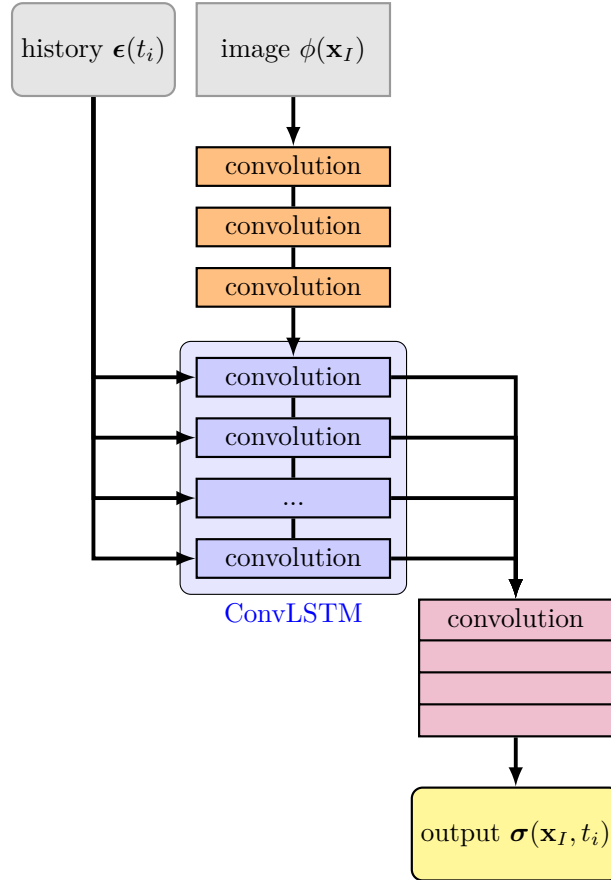 history ϵ(tᵢ)
image ϕ(x_I)
convolution
convolution
convolution
convolution
convolution
...
convolution
ConvLSTM
convolution
output σ(x_I, tᵢ)